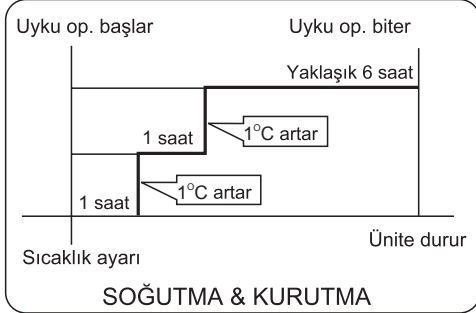 Uyku op. başlar
Uyku op. biter
Yaklaşık 6 saat
1 saat
1°C artar
1 saat
1°C artar
Ünite durur
Sıcaklık ayarı
SOĞUTMA & KURUTMA